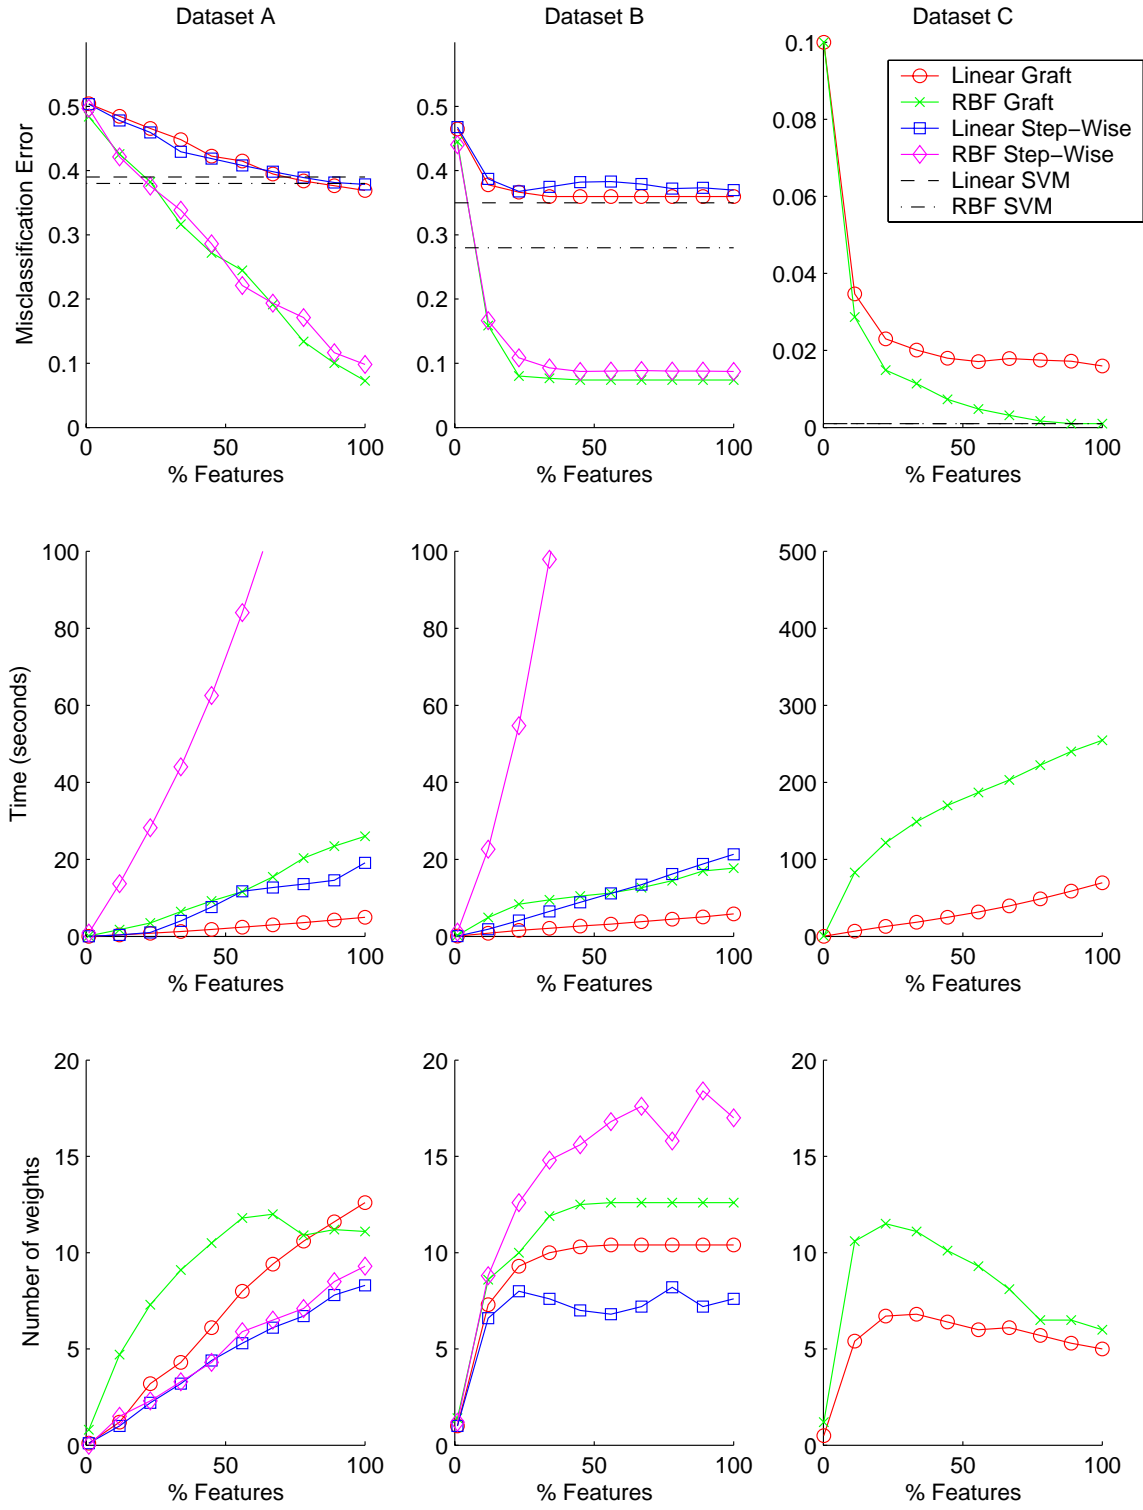 Dataset A
Dataset B
Dataset C
Misclassification Error
0.5
0.4
0.3
0.2
0.1
0
0 50 100
% Features
0.5
0.4
0.3
0.2
0.1
0
0 50 100
% Features
0.1
0.08
0.06
0.04
0.02
0
0 50 100
% Features
Linear Graft
RBF Graft
Linear Step-Wise
RBF Step-Wise
Linear SVM
RBF SVM
Time (seconds)
100
80
60
40
20
0
0 50 100
% Features
100
80
60
40
20
0
0 50 100
% Features
500
400
300
200
100
0
0 50 100
% Features
Number of weights
20
15
10
5
0
0 50 100
% Features
20
15
10
5
0
0 50 100
% Features
20
15
10
5
0
0 50 100
% Features